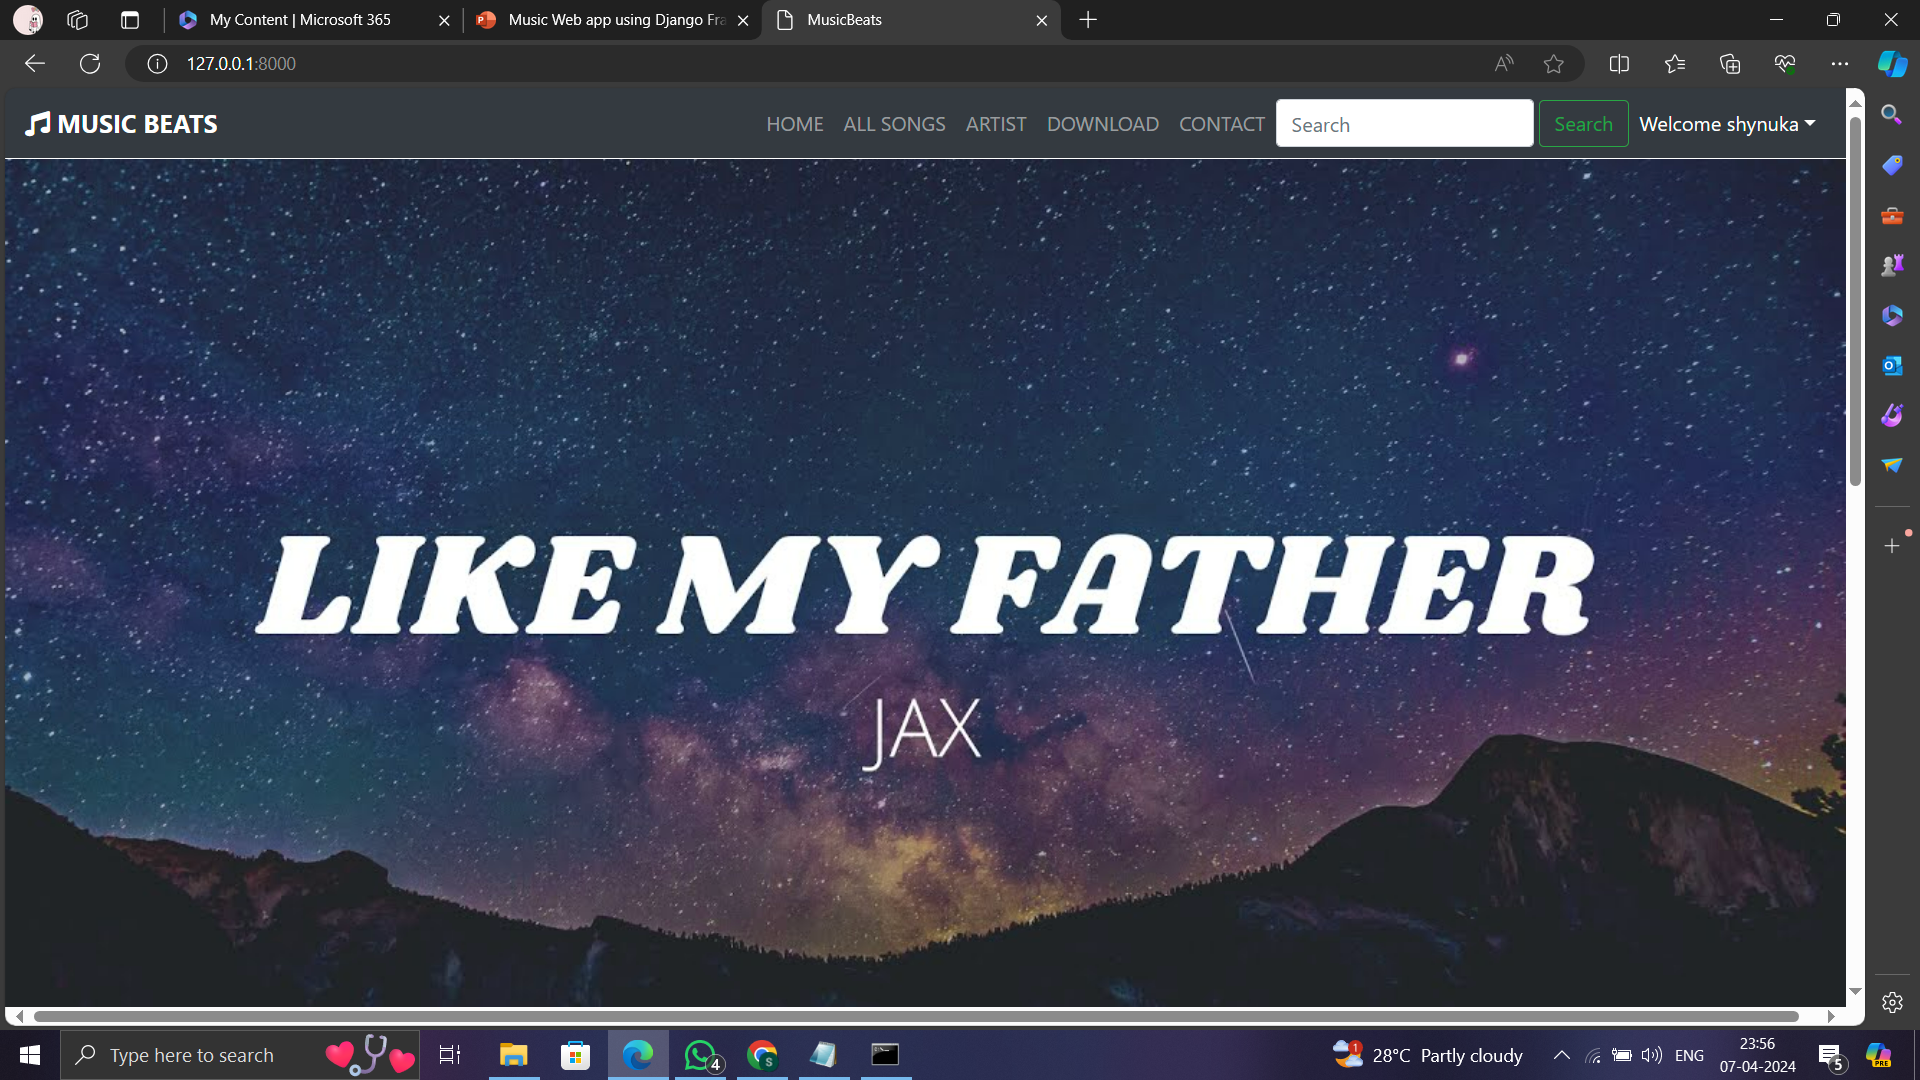 My Content | Microsoft 365
Music Web app using Django Fra
MusicBeats
127.0.0.1:8000
MUSIC BEATS
HOME
ALL SONGS
ARTIST
DOWNLOAD
CONTACT
Search
Search
Welcome shynuka
LIKE MY FATHER
JAX
Type here to search
4
S
1
28°C Partly cloudy
ENG
23:56
07-04-2024
5
PRE